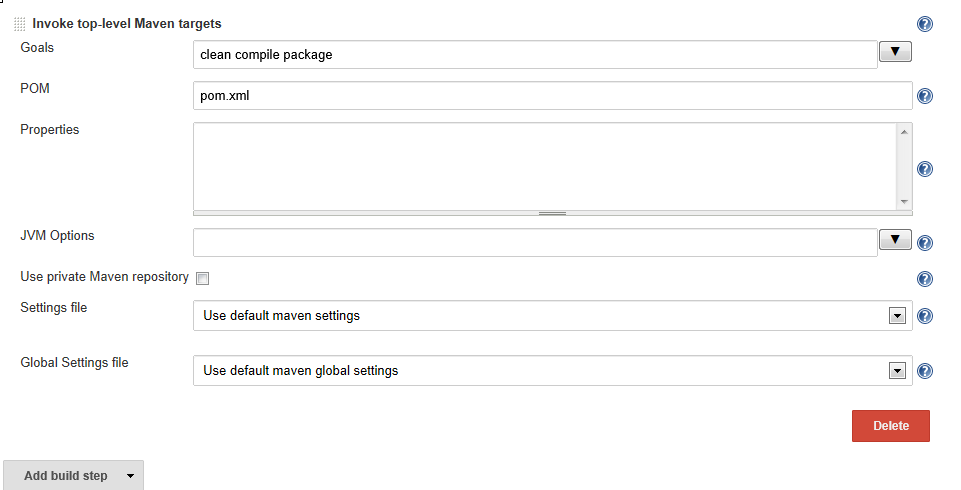 Invoke top-level Maven targets
Goals
clean compile package
POM
pom.xml
Properties
JVM Options
Use private Maven repository
Settings file
Use default maven settings
Global Settings file
Use default maven global settings
Delete
Add build step